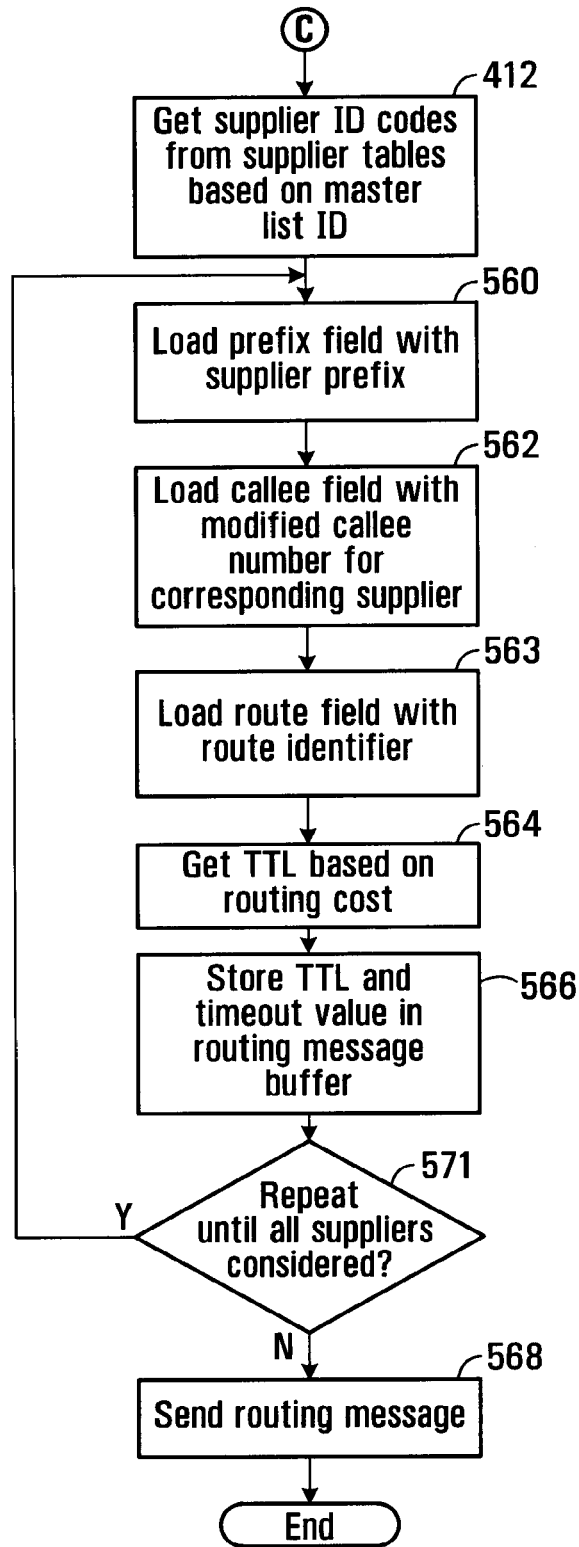 C
412
Get supplier ID codes
from supplier tables
based on master
list ID
560
Load prefix field with
supplier prefix
562
Load callee field with
modified callee
number for
corresponding supplier
563
Load route field with
route identifier
564
Get TTL based on
routing cost
566
Store TTL and
timeout value in
routing message
buffer
571
Repeat
until all suppliers
considered?
Y
N
568
Send routing message
End